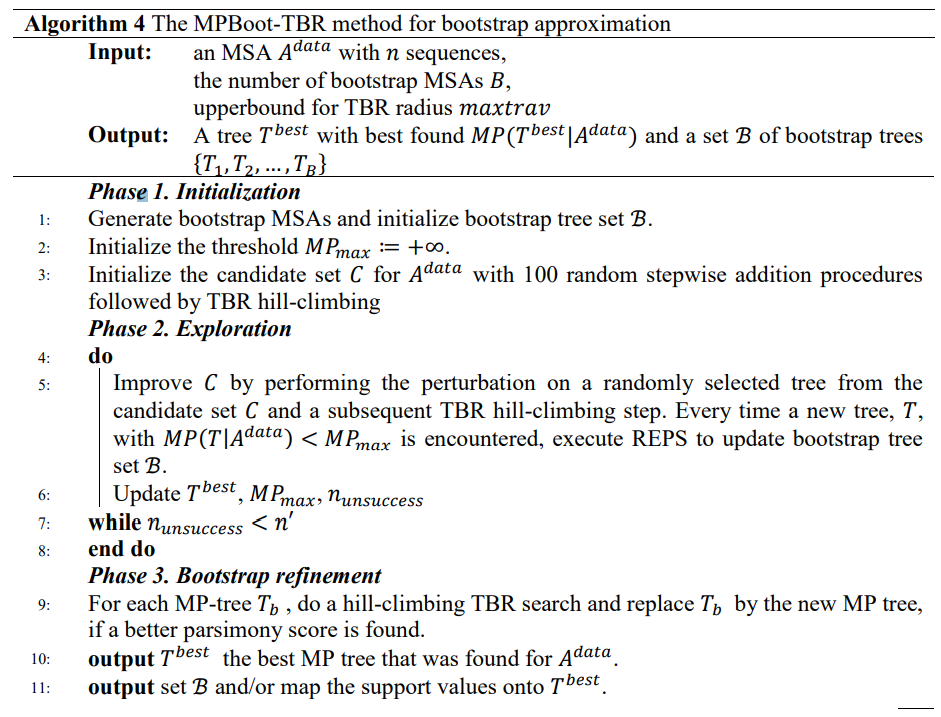 Algorithm 4 The MPBoot-TBR method for bootstrap approximation
Input: an MSA A^{data} with n sequences,
the number of bootstrap MSAs B,
upperbound for TBR radius maxtrav
Output: A tree T^{best} with best found MP(T^{best}|A^{data}) and a set ℬ of bootstrap trees
{T_1, T_2, ..., T_B}
Phase 1. Initialization
1: Generate bootstrap MSAs and initialize bootstrap tree set ℬ.
2: Initialize the threshold MP_{max} ≔ +∞.
3: Initialize the candidate set C for A^{data} with 100 random stepwise addition procedures
followed by TBR hill-climbing
Phase 2. Exploration
4: do
5: Improve C by performing the perturbation on a randomly selected tree from the
candidate set C and a subsequent TBR hill-climbing step. Every time a new tree, T,
with MP(T|A^{data}) < MP_{max} is encountered, execute REPS to update bootstrap tree
set ℬ.
6: Update T^{best}, MP_{max}, n_{unsuccess}
7: while n_{unsuccess} < n′
8: end do
Phase 3. Bootstrap refinement
9: For each MP-tree T_b , do a hill-climbing TBR search and replace T_b by the new MP tree,
if a better parsimony score is found.
10: output T^{best} the best MP tree that was found for A^{data}.
11: output set ℬ and/or map the support values onto T^{best}.